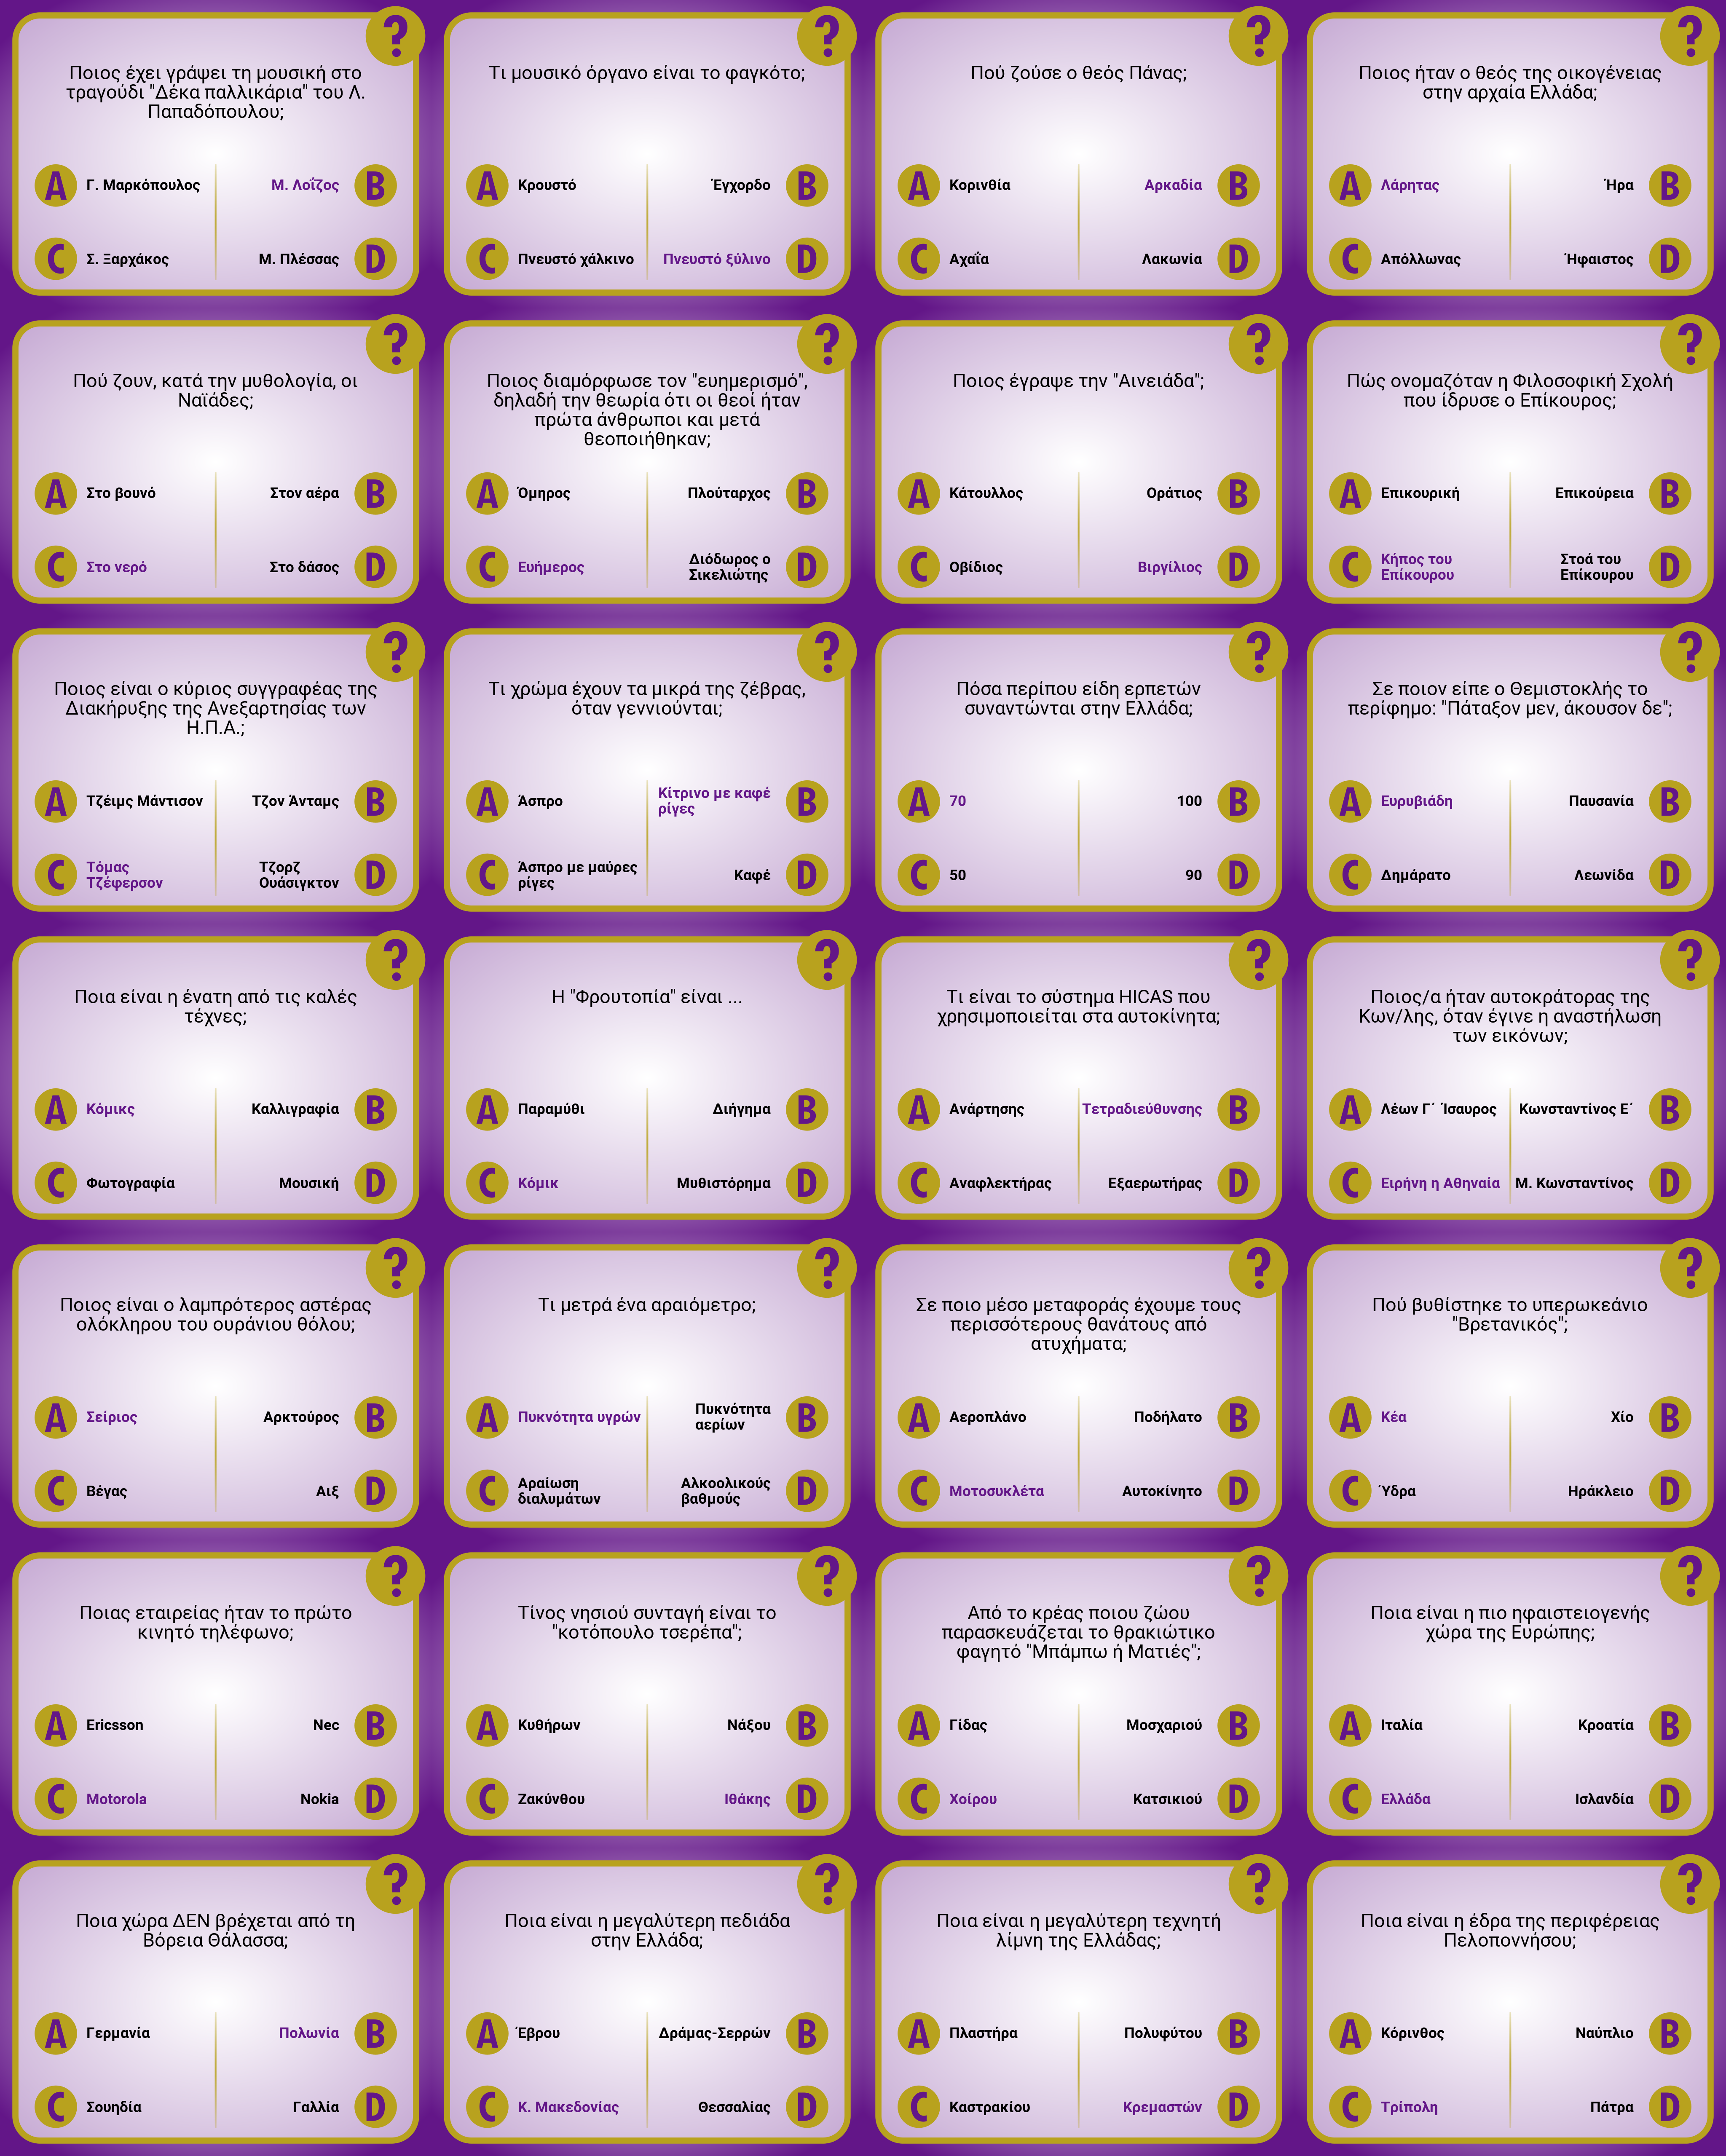 ?
Ποιος έχει γράψει τη μουσική στο
τραγούδι "Δέκα παλλικάρια" του Λ.
Παπαδόπουλου;
A Γ. Μαρκόπουλος
Μ. Λοΐζος B
C Σ. Ξαρχάκος
Μ. Πλέσσας D
?
Τι μουσικό όργανο είναι το φαγκότο;
A Κρουστό
Έγχορδο B
C Πνευστό χάλκινο
Πνευστό ξύλινο D
?
Πού ζούσε ο θεός Πάνας;
A Κορινθία
Αρκαδία B
C Αχαΐα
Λακωνία D
?
Ποιος ήταν ο θεός της οικογένειας
στην αρχαία Ελλάδα;
A Λάρητας
Ήρα B
C Απόλλωνας
Ήφαιστος D
?
Πού ζουν, κατά την μυθολογία, οι
Ναϊάδες;
A Στο βουνό
Στον αέρα B
C Στο νερό
Στο δάσος D
?
Ποιος διαμόρφωσε τον "ευημερισμό",
δηλαδή την θεωρία ότι οι θεοί ήταν
πρώτα άνθρωποι και μετά
θεοποιήθηκαν;
A Όμηρος
Πλούταρχος B
C Ευήμερος
Διόδωρος ο
Σικελιώτης D
?
Ποιος έγραψε την "Αινειάδα";
A Κάτουλλος
Οράτιος B
C Οβίδιος
Βιργίλιος D
?
Πώς ονομαζόταν η Φιλοσοφική Σχολή
που ίδρυσε ο Επίκουρος;
A Επικουρική
Επικούρεια B
C Κήπος του
Επίκουρου
Στοά του
Επίκουρου D
?
Ποιος είναι ο κύριος συγγραφέας της
Διακήρυξης της Ανεξαρτησίας των
Η.Π.Α.;
A Τζέιμς Μάντισον
Τζον Άνταμς B
C Τόμας
Τζέφερσον
Τζορζ
Ουάσιγκτον D
?
Τι χρώμα έχουν τα μικρά της ζέβρας,
όταν γεννιούνται;
A Άσπρο
Κίτρινο με καφέ
ρίγες B
C Άσπρο με μαύρες
ρίγες
Καφέ D
?
Πόσα περίπου είδη ερπετών
συναντώνται στην Ελλάδα;
A 70
100 B
C 50
90 D
?
Σε ποιον είπε ο Θεμιστοκλής το
περίφημο: "Πάταξον μεν, άκουσον δε";
A Ευρυβιάδη
Παυσανία B
C Δημάρατο
Λεωνίδα D
?
Ποια είναι η ένατη από τις καλές
τέχνες;
A Κόμικς
Καλλιγραφία B
C Φωτογραφία
Μουσική D
?
Η "Φρουτοπία" είναι ...
A Παραμύθι
Διήγημα B
C Κόμικ
Μυθιστόρημα D
?
Τι είναι το σύστημα HICAS που
χρησιμοποιείται στα αυτοκίνητα;
A Ανάρτησης
Τετραδιεύθυνσης B
C Αναφλεκτήρας
Εξαερωτήρας D
?
Ποιος/α ήταν αυτοκράτορας της
Κων/λης, όταν έγινε η αναστήλωση
των εικόνων;
A Λέων Γ΄ Ίσαυρος
Κωνσταντίνος Ε΄ B
C Ειρήνη η Αθηναία
Μ. Κωνσταντίνος D
?
Ποιος είναι ο λαμπρότερος αστέρας
ολόκληρου του ουράνιου θόλου;
A Σείριος
Αρκτούρος B
C Βέγας
Αιξ D
?
Τι μετρά ένα αραιόμετρο;
A Πυκνότητα υγρών
Πυκνότητα
αερίων B
C Αραίωση
διαλυμάτων
Αλκοολικούς
βαθμούς D
?
Σε ποιο μέσο μεταφοράς έχουμε τους
περισσότερους θανάτους από
ατυχήματα;
A Αεροπλάνο
Ποδήλατο B
C Μοτοσυκλέτα
Αυτοκίνητο D
?
Πού βυθίστηκε το υπερωκεάνιο
"Βρετανικός";
A Κέα
Χίο B
C Ύδρα
Ηράκλειο D
?
Ποιας εταιρείας ήταν το πρώτο
κινητό τηλέφωνο;
A Ericsson
Nec B
C Motorola
Nokia D
?
Τίνος νησιού συνταγή είναι το
"κοτόπουλο τσερέπα";
A Κυθήρων
Νάξου B
C Ζακύνθου
Ιθάκης D
?
Από το κρέας ποιου ζώου
παρασκευάζεται το θρακιώτικο
φαγητό "Μπάμπω ή Ματιές";
A Γίδας
Μοσχαριού B
C Χοίρου
Κατσικιού D
?
Ποια είναι η πιο ηφαιστειογενής
χώρα της Ευρώπης;
A Ιταλία
Κροατία B
C Ελλάδα
Ισλανδία D
?
Ποια χώρα ΔΕΝ βρέχεται από τη
Βόρεια Θάλασσα;
A Γερμανία
Πολωνία B
C Σουηδία
Γαλλία D
?
Ποια είναι η μεγαλύτερη πεδιάδα
στην Ελλάδα;
A Έβρου
Δράμας-Σερρών B
C Κ. Μακεδονίας
Θεσσαλίας D
?
Ποια είναι η μεγαλύτερη τεχνητή
λίμνη της Ελλάδας;
A Πλαστήρα
Πολυφύτου B
C Καστρακίου
Κρεμαστών D
?
Ποια είναι η έδρα της περιφέρειας
Πελοποννήσου;
A Κόρινθος
Ναύπλιο B
C Τρίπολη
Πάτρα D